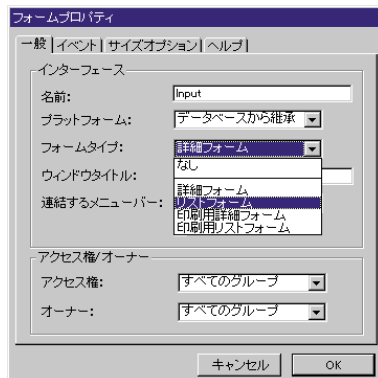 フォームプロパティ
一般 イベント サイズオプション ヘルプ
インターフェース
名前: Input
プラットフォーム: データベースから継承
フォームタイプ: 詳細フォーム
なし
ウィンドウタイトル:
詳細フォーム
連結するメニューバー: リストフォーム
印刷用詳細フォーム
印刷用リストフォーム
アクセス権/オーナー
アクセス権: すべてのグループ
オーナー: すべてのグループ
キャンセル OK